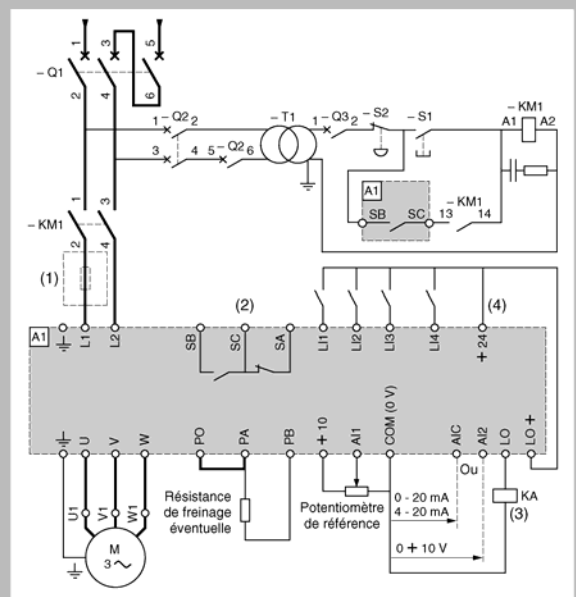 1 3 5
– Q1
2 4 6
1 – Q2 2
– T1
1 – Q3 2
– S2
– S1
– KM1
A1 A2
3 4 5 – Q2 6
A1
SB SC
13 – KM1 14
1 3
– KM1
2 4
(1)
(2)
(4)
A1
L1 L2
SB SC SA
LI1 LI2 LI3 LI4 + 24
U V W
PO PA PB
+ 10 AI1 COM (0 V) AIC AI2 LO LO +
Ou
U1 V1 W1
Résistance
de freinage
éventuelle
Potentiomètre
de référence
0 - 20 mA
4 - 20 mA
KA
(3)
0 + 10 V
M
3 ~